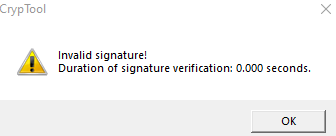 CrypTool
Invalid signature!
Duration of signature verification: 0.000 seconds.
OK